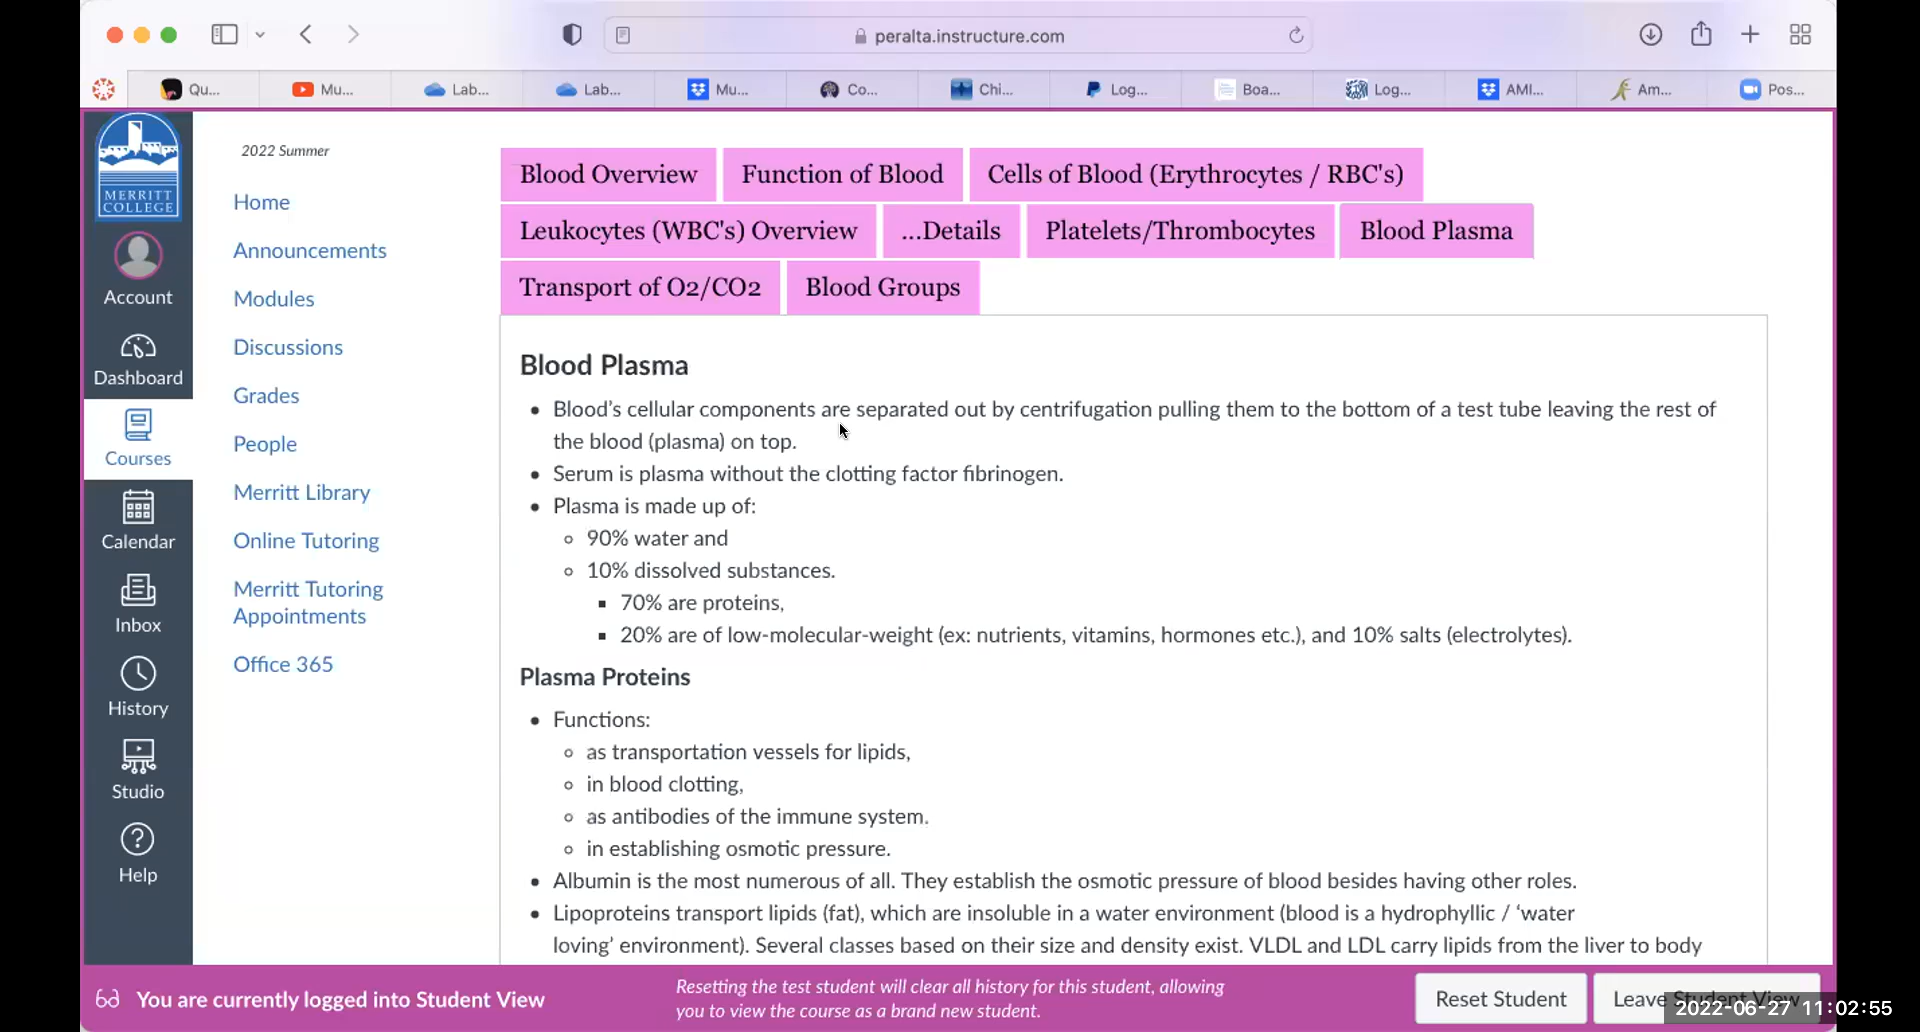 peralta.instructure.com
Qu...
Mu...
Lab...
Lab...
Mu...
Co...
Chi...
Log...
Boa...
Log...
AMI...
Am...
Pos...
MERRITT
COLLEGE
Account
Dashboard
Courses
Calendar
Inbox
History
Studio
Help
2022 Summer
Home
Announcements
Modules
Discussions
Grades
People
Merritt Library
Online Tutoring
Merritt Tutoring
Appointments
Office 365
Blood Overview
Function of Blood
Cells of Blood (Erythrocytes / RBC's)
Leukocytes (WBC's) Overview
...Details
Platelets/Thrombocytes
Blood Plasma
Transport of O2/CO2
Blood Groups
Blood Plasma
Blood’s cellular components are separated out by centrifugation pulling them to the bottom of a test tube leaving the rest of
the blood (plasma) on top.
Serum is plasma without the clotting factor fibrinogen.
Plasma is made up of:
90% water and
10% dissolved substances.
70% are proteins,
20% are of low-molecular-weight (ex: nutrients, vitamins, hormones etc.), and 10% salts (electrolytes).
Plasma Proteins
Functions:
as transportation vessels for lipids,
in blood clotting,
as antibodies of the immune system.
in establishing osmotic pressure.
Albumin is the most numerous of all. They establish the osmotic pressure of blood besides having other roles.
Lipoproteins transport lipids (fat), which are insoluble in a water environment (blood is a hydrophyllic / ‘water
loving’ environment). Several classes based on their size and density exist. VLDL and LDL carry lipids from the liver to body
You are currently logged into Student View
Resetting the test student will clear all history for this student, allowing
you to view the course as a brand new student.
Reset Student
Leave Student View
2022-06-27 11:02:55